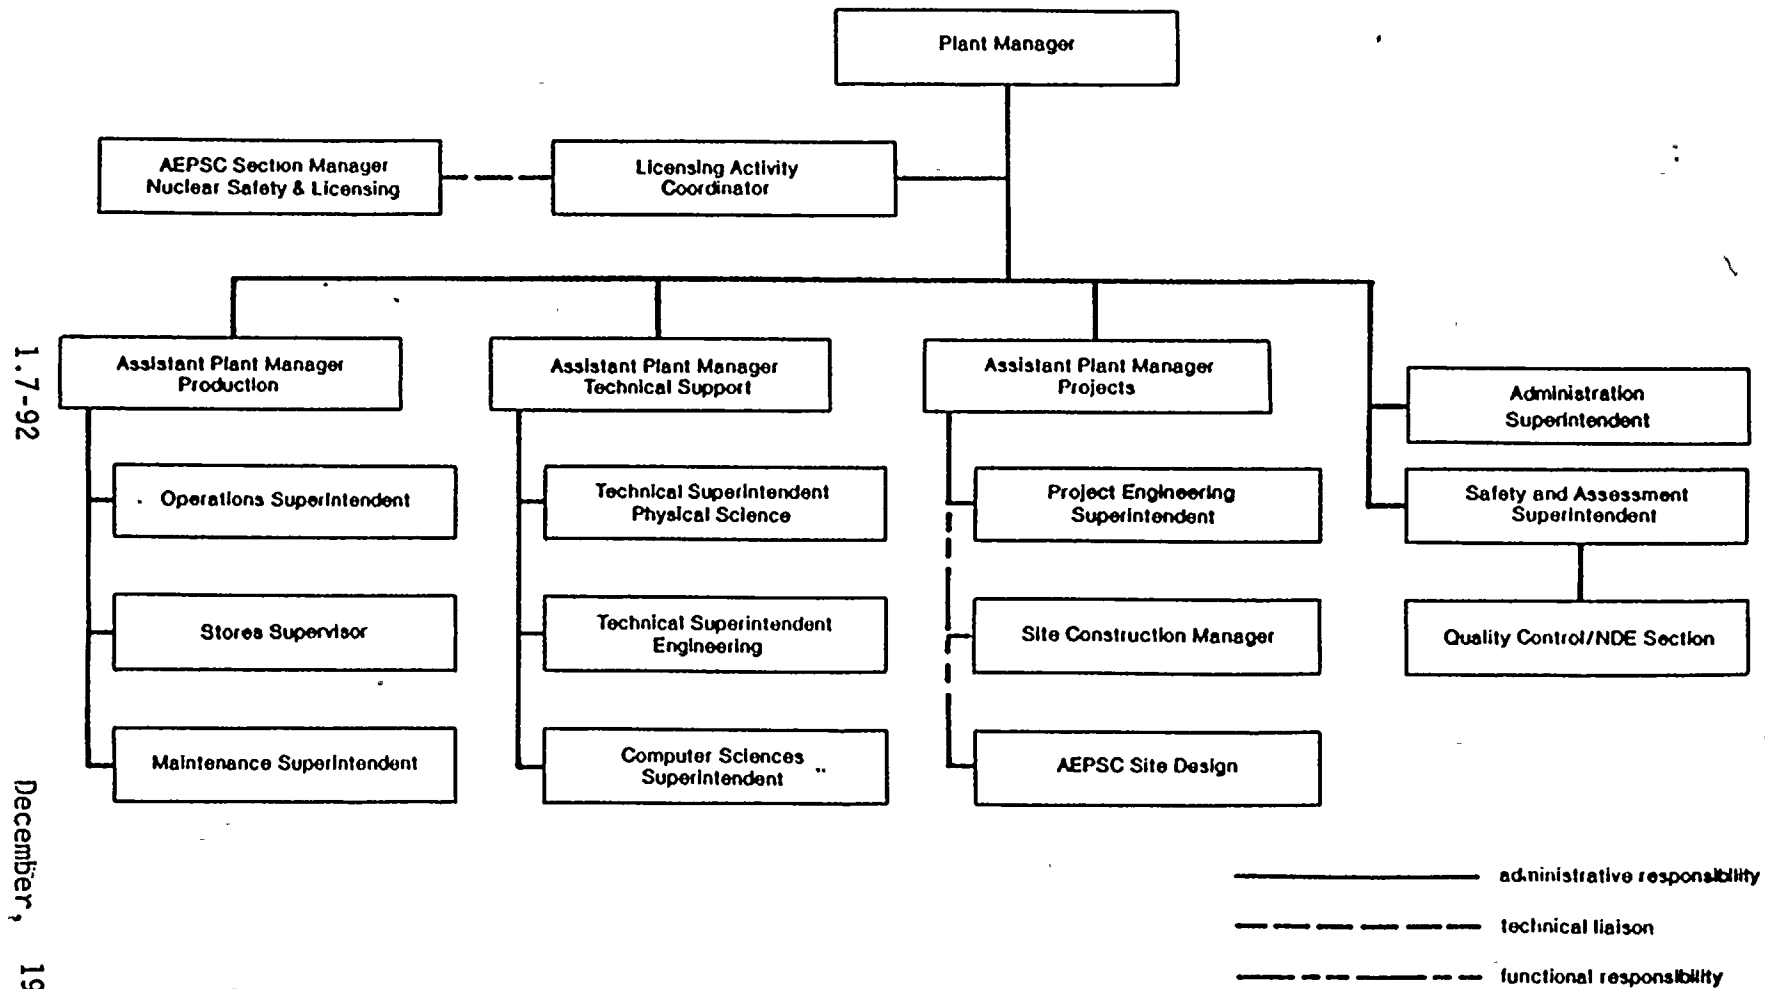 Plant Manager
AEPSC Section Manager
Nuclear Safety & Licensing
Licensing Activity
Coordinator
Assistant Plant Manager
Production
Assistant Plant Manager
Technical Support
Assistant Plant Manager
Projects
Administration
Superintendent
Operations Superintendent
Technical Superintendent
Physical Science
Project Engineering
Superintendent
Safety and Assessment
Superintendent
Stores Supervisor
Technical Superintendent
Engineering
Site Construction Manager
Quality Control/NDE Section
Maintenance Superintendent
Computer Sciences
Superintendent
AEPSC Site Design
administrative responsibility
technical liaison
functional responsibility
1.7-92
December, 19